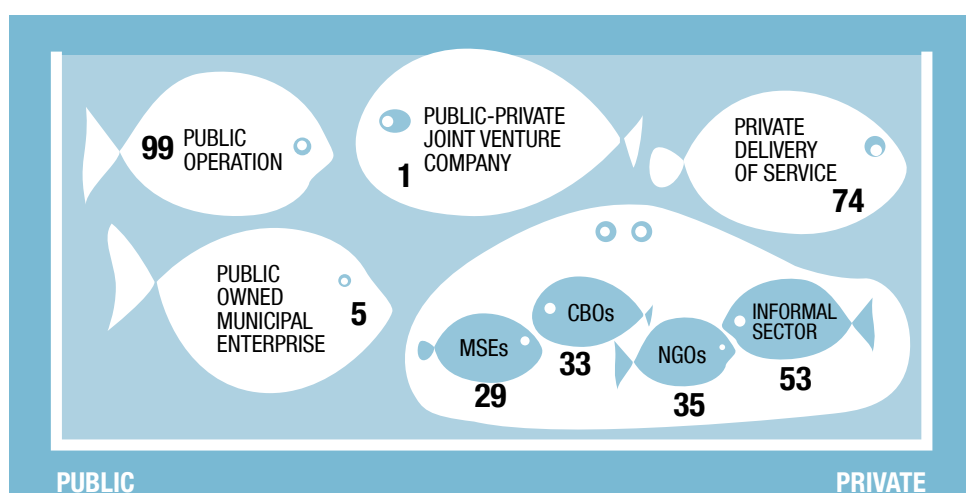 99 PUBLIC
OPERATION
PUBLIC-PRIVATE
JOINT VENTURE
COMPANY
1
PRIVATE
DELIVERY
OF SERVICE
74
PUBLIC
OWNED
MUNICIPAL
ENTERPRISE
5
MSEs
29
CBOs
33
NGOs
35
INFORMAL
SECTOR
53
PUBLIC
PRIVATE